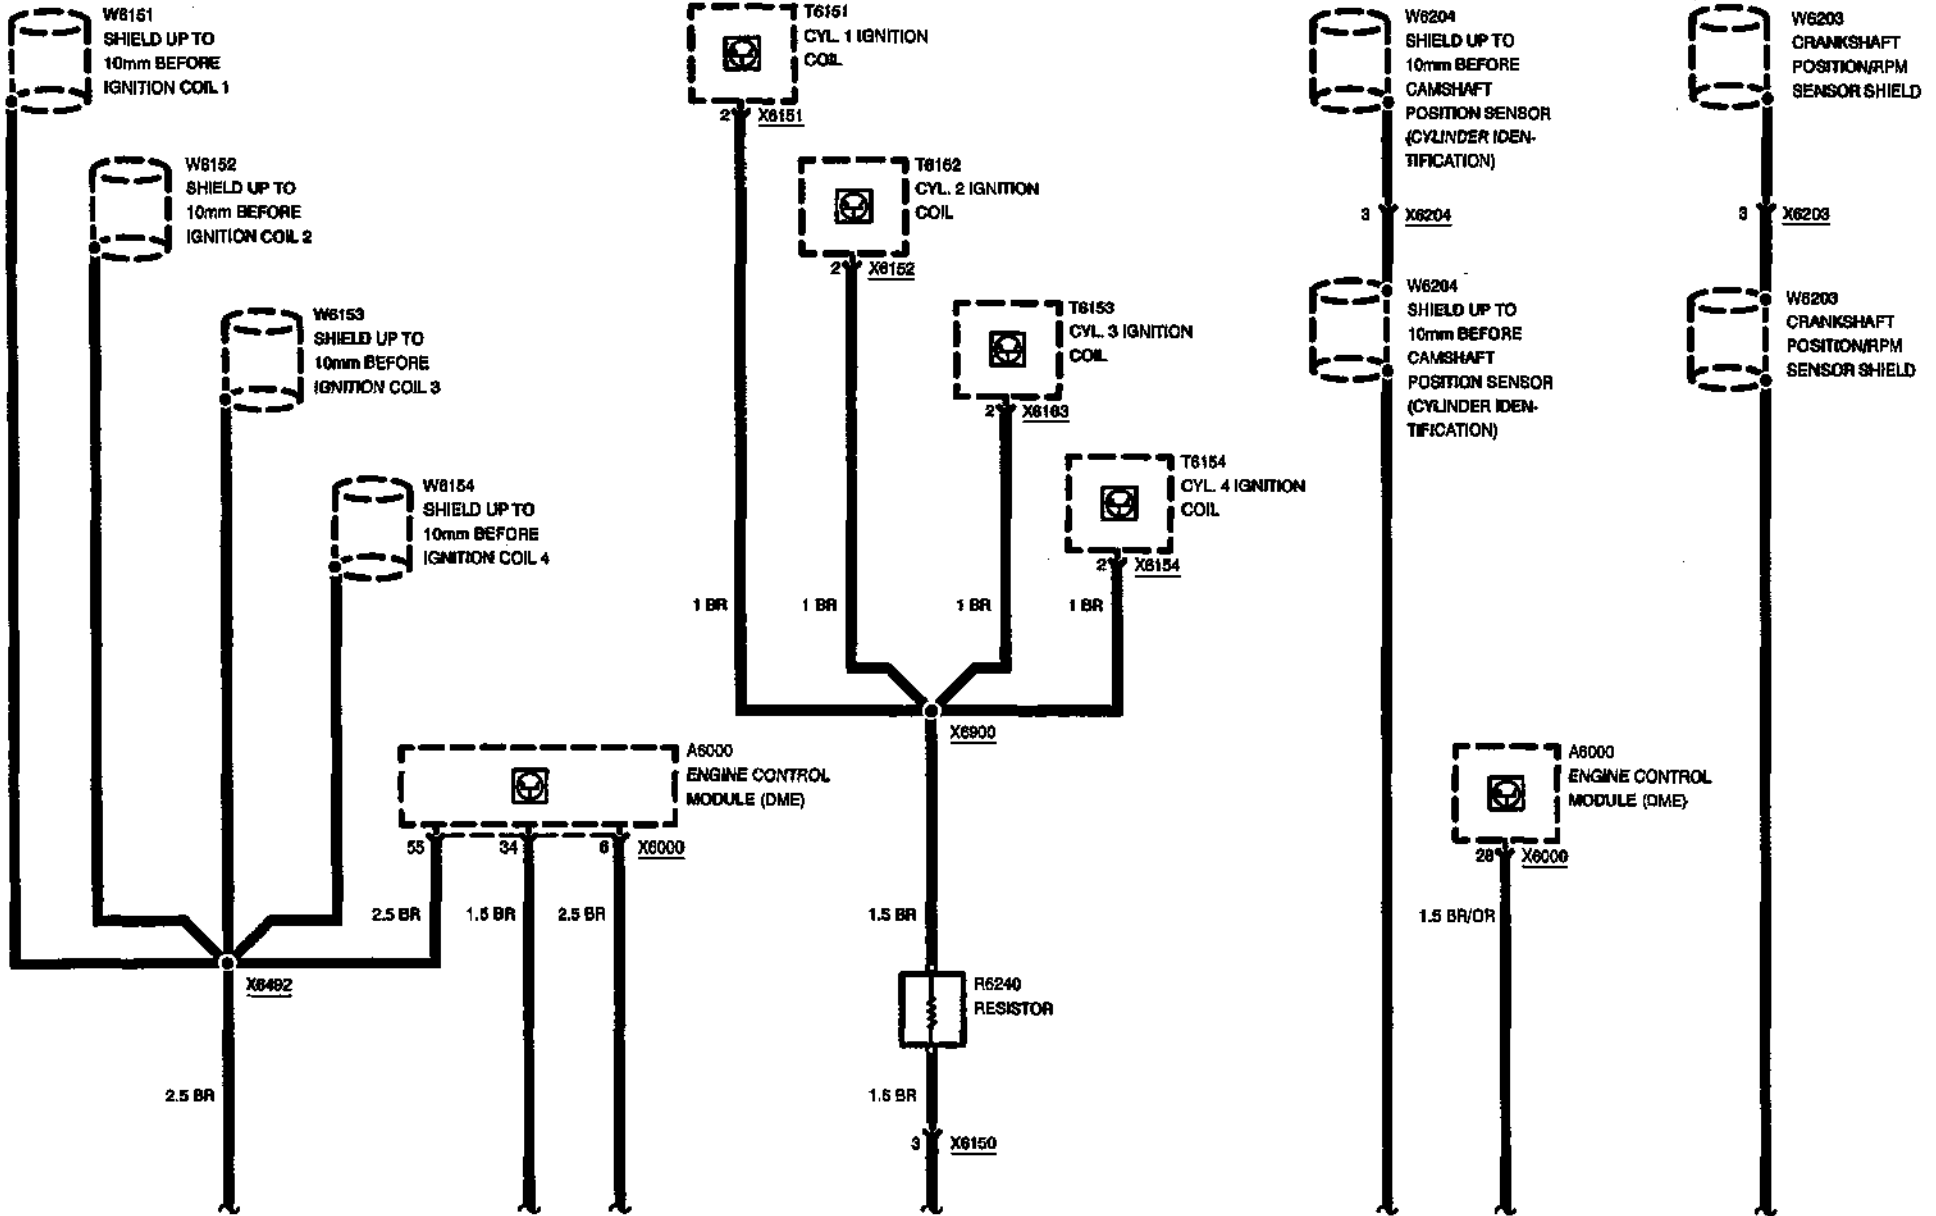 W6151
SHIELD UP TO
10mm BEFORE
IGNITION COIL 1
W6152
SHIELD UP TO
10mm BEFORE
IGNITION COIL 2
W6153
SHIELD UP TO
10mm BEFORE
IGNITION COIL 3
W6154
SHIELD UP TO
10mm BEFORE
IGNITION COIL 4
T6151
CYL. 1 IGNITION
COIL
2
X6151
T6152
CYL. 2 IGNITION
COIL
2
X6152
T6153
CYL. 3 IGNITION
COIL
2
X6153
T6154
CYL. 4 IGNITION
COIL
2
X6154
1 BR
1 BR
1 BR
1 BR
X6900
W6204
SHIELD UP TO
10mm BEFORE
CAMSHAFT
POSITION SENSOR
(CYLINDER IDEN-
TIFICATION)
3
X6204
W6204
SHIELD UP TO
10mm BEFORE
CAMSHAFT
POSITION SENSOR
(CYLINDER IDEN-
TIFICATION)
W6203
CRANKSHAFT
POSITION/RPM
SENSOR SHIELD
3
X6203
W6203
CRANKSHAFT
POSITION/RPM
SENSOR SHIELD
A6000
ENGINE CONTROL
MODULE (DME)
55
34
6
X6000
2.5 BR
1.5 BR
2.5 BR
X6492
2.5 BR
1.5 BR
R6240
RESISTOR
1.5 BR
3
X6150
A6000
ENGINE CONTROL
MODULE (DME)
28
X6000
1.5 BR/OR